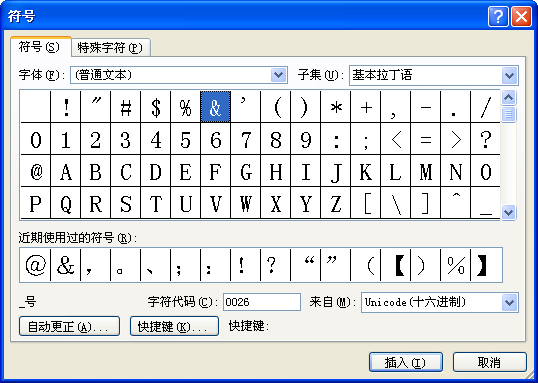 符号
符号(S) 特殊字符(P)
字体(F): (普通文本) 子集(U): 基本拉丁语
! " # $ % & ' ( ) * + , - . /
0 1 2 3 4 5 6 7 8 9 : ; < = > ?
@ A B C D E F G H I J K L M N O
P Q R S T U V W X Y Z [ \ ] ^ _
近期使用过的符号(R):
@ & , 。 、 ; : ! ? “ ” ( 【 ) % 】
_号 字符代码(C): 0026 来自(M): Unicode(十六进制)
自动更正(A)... 快捷键(K)... 快捷键:
插入(I) 取消